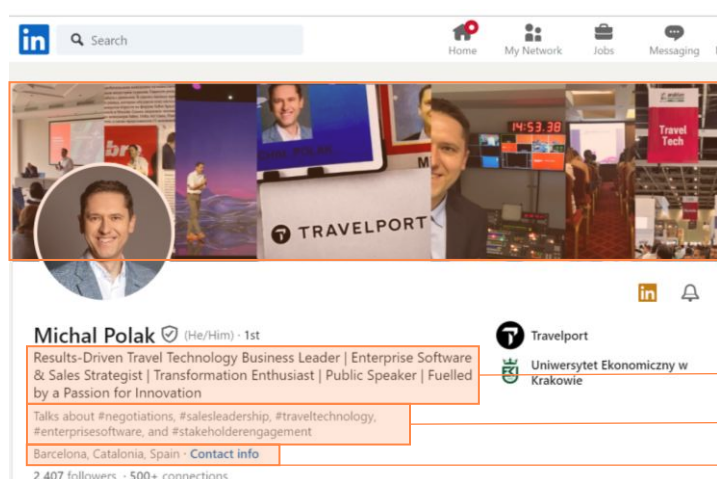 in
Search
Home
My Network
Jobs
Messaging
14:53.38
Travel
Tech
TRAVELPORT
in
Michal Polak (He/Him) · 1st
Travelport
Results-Driven Travel Technology Business Leader | Enterprise Software
& Sales Strategist | Transformation Enthusiast | Public Speaker | Fuelled
by a Passion for Innovation
Uniwersytet Ekonomiczny w
Krakowie
Talks about #negotiations, #salesleadership, #traveltechnology,
#enterprisesoftware, and #stakeholderengagement
Barcelona, Catalonia, Spain · Contact info
2,407 followers · 500+ connections